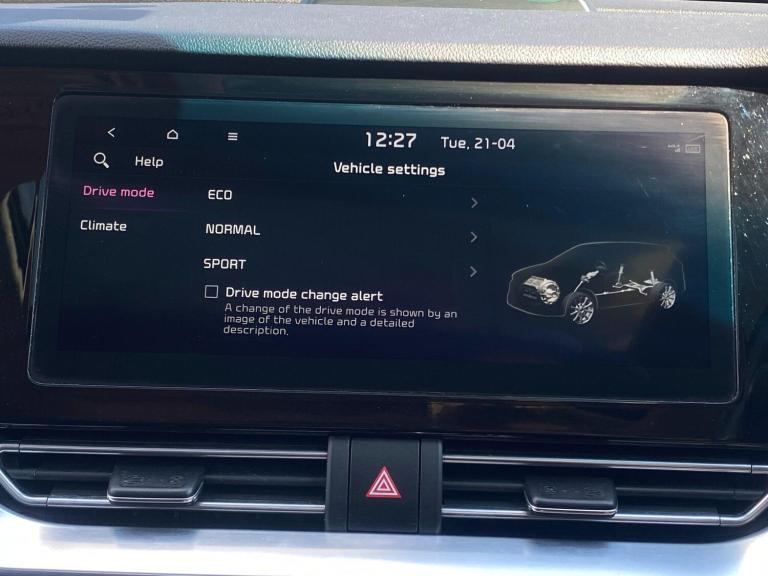 12:27 Tue, 21-04
Help
Vehicle settings
Drive mode
Climate
ECO
NORMAL
SPORT
Drive mode change alert
A change of the drive mode is shown by an
image of the vehicle and a detailed
description.